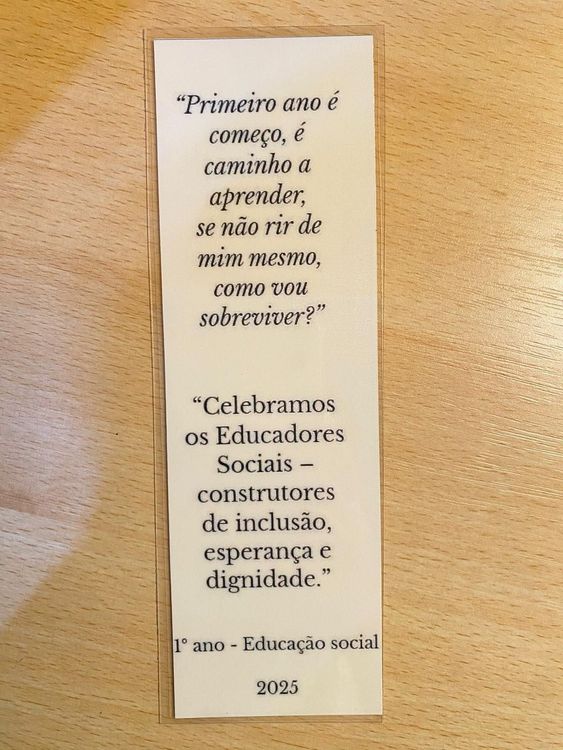 “Primeiro ano é
começo, é
caminho a
aprender,
se não rir de
mim mesmo,
como vou
sobreviver?”
“Celebramos
os Educadores
Sociais –
construtores
de inclusão,
esperança e
dignidade.”
1º ano - Educação social
2025